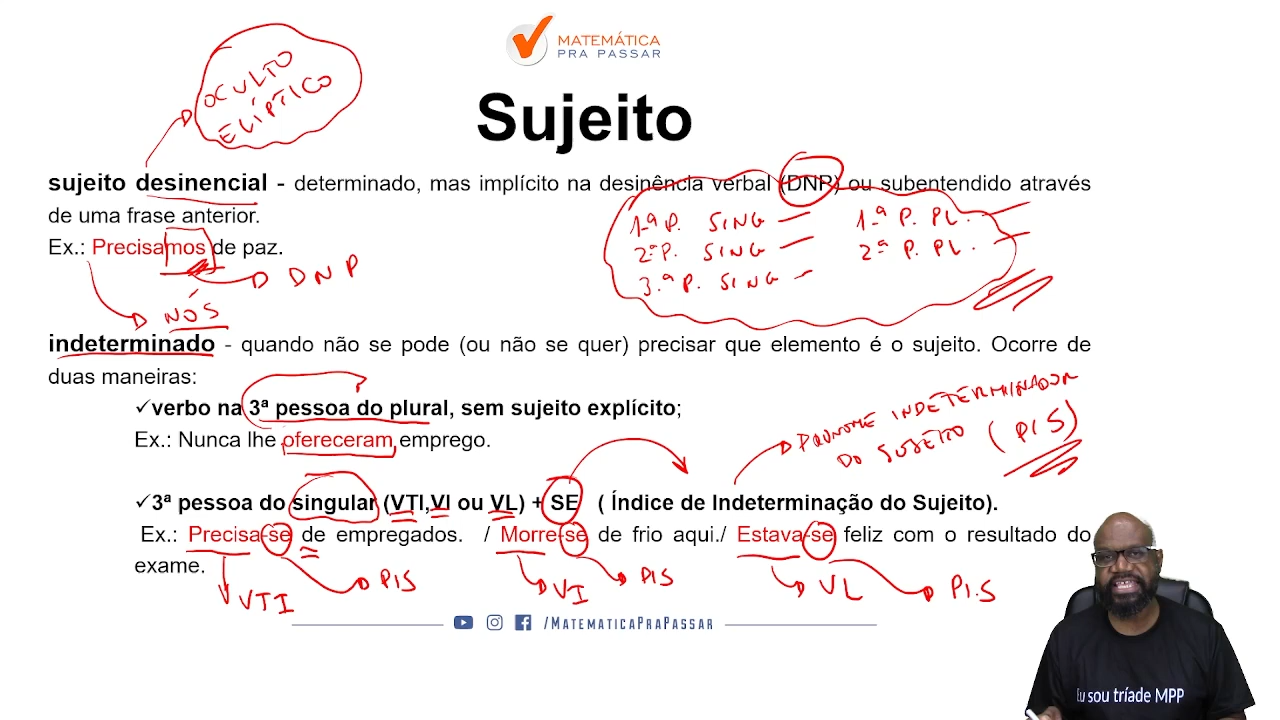 MATEMÁTICA
PRA PASSAR
OCULTO
ELÍPTICO
Sujeito
sujeito desinencial - determinado, mas implícito na desinência verbal (DNP) ou subentendido através
de uma frase anterior.
Ex.: Precisamos de paz.
1ª P. SING
1ª P. PL.
2ª P. SING
2ª P. PL.
3.ª P. SING
DNP
NÓS
indeterminado - quando não se pode (ou não se quer) precisar que elemento é o sujeito. Ocorre de
duas maneiras:
✓verbo na 3ª pessoa do plural, sem sujeito explícito;
Ex.: Nunca lhe ofereceram emprego.
PRONOME INDETERMINADOR
DO SUJEITO (PIS)
✓3ª pessoa do singular (VTI,VI ou VL) + SE ( Índice de Indeterminação do Sujeito).
Ex.: Precisa-se de empregados. / Morre-se de frio aqui./ Estava-se feliz com o resultado do
exame.
VTI
PIS
VI
PIS
VL
P.I.S
/MatematicaPraPassar
Eu sou tríade MPP